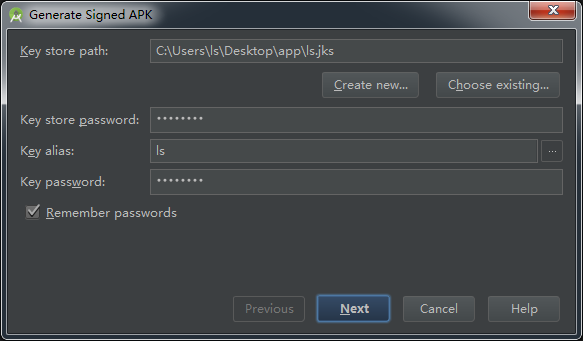 Generate Signed APK
Key store path: C:\Users\ls\Desktop\app\ls.jks
Create new... Choose existing...
Key store password: ••••••••
Key alias: ls ...
Key password: ••••••••
Remember passwords
Previous Next Cancel Help